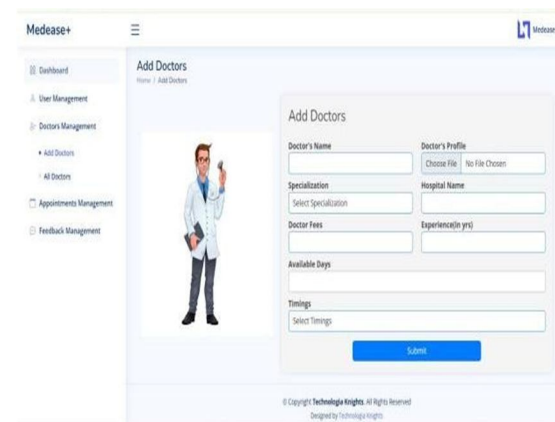 Medease+
Medease
Dashboard
User Management
Doctors Management
Add Doctors
All Doctors
Appointments Management
Feedback Management
Add Doctors
Home / Add Doctors
Add Doctors
Doctor's Name
Doctor's Profile
Choose File No File Chosen
Specialization
Hospital Name
Select Specialization
Doctor Fees
Experience(In yrs)
Available Days
Timings
Select Timings
Submit
© Copyright Technologia Knights. All Rights Reserved
Designed by Technologia Knights